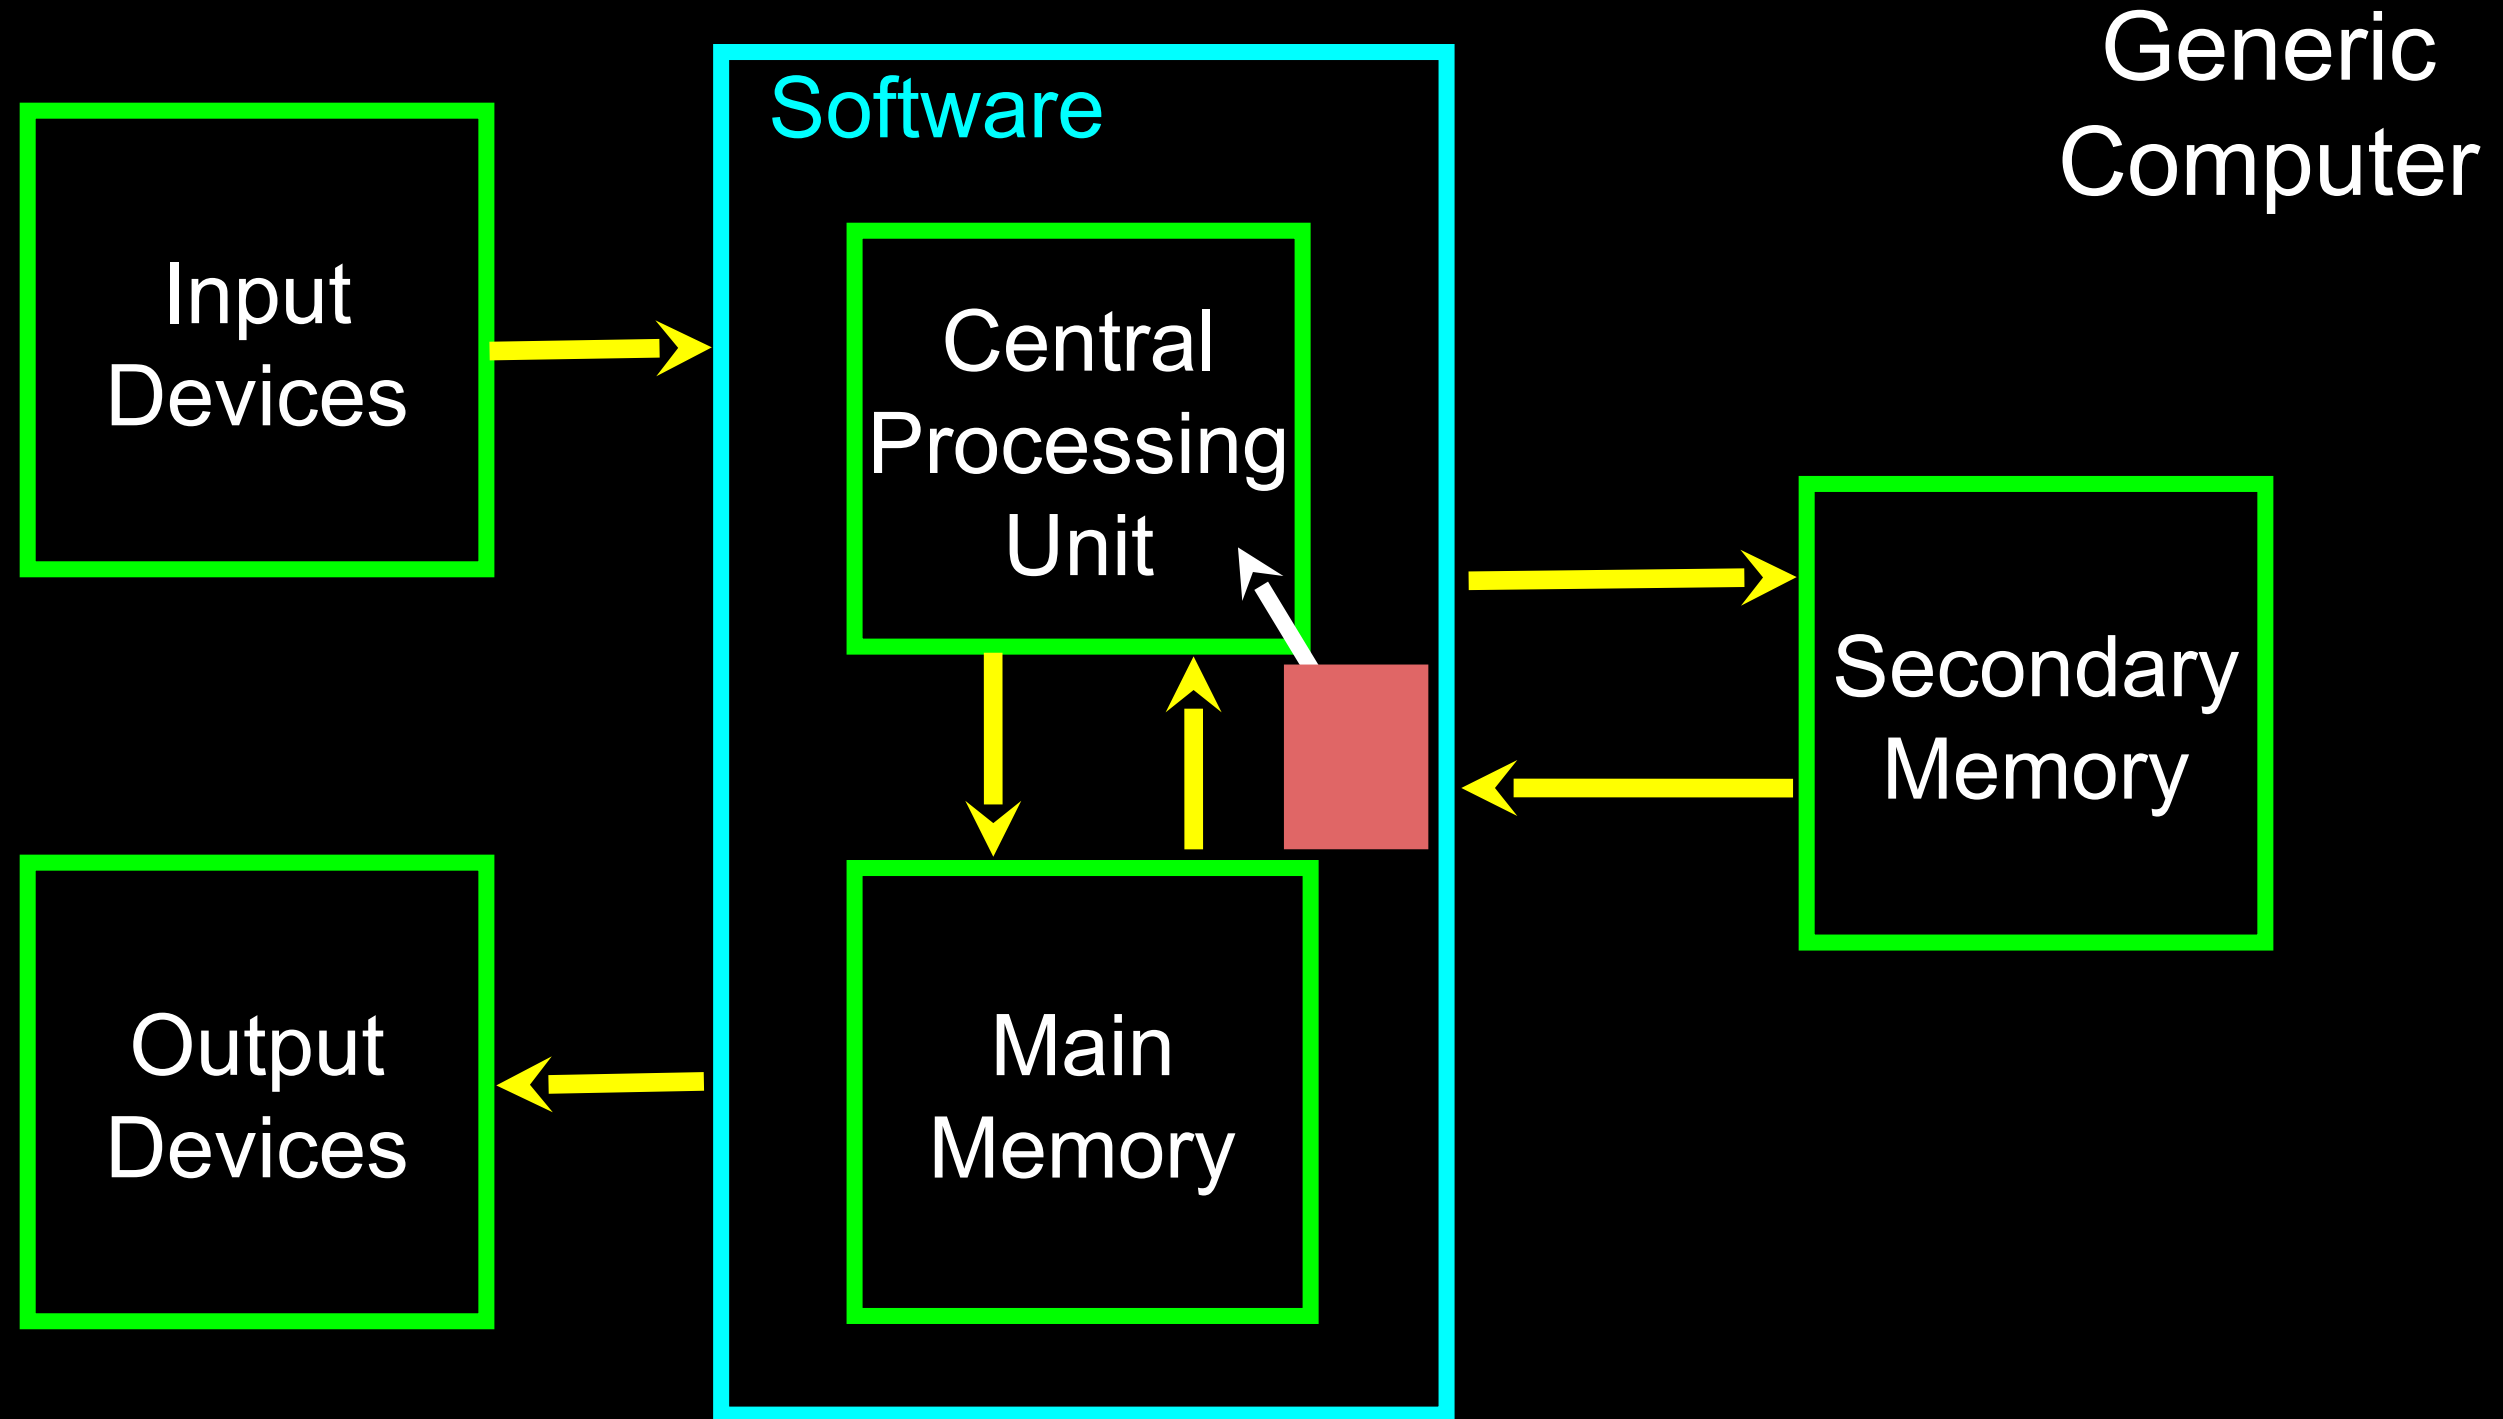 Generic
Computer
Software
Input
Devices
Central
Processing
Unit
Secondary
Memory
Output
Devices
Main
Memory